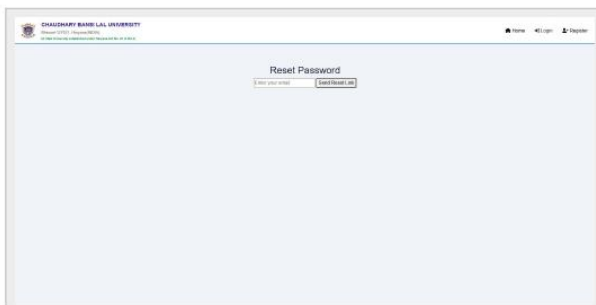 CHAUDHARY BANSI LAL UNIVERSITY
Home Login Register
Reset Password
Enter your email Send Reset Link